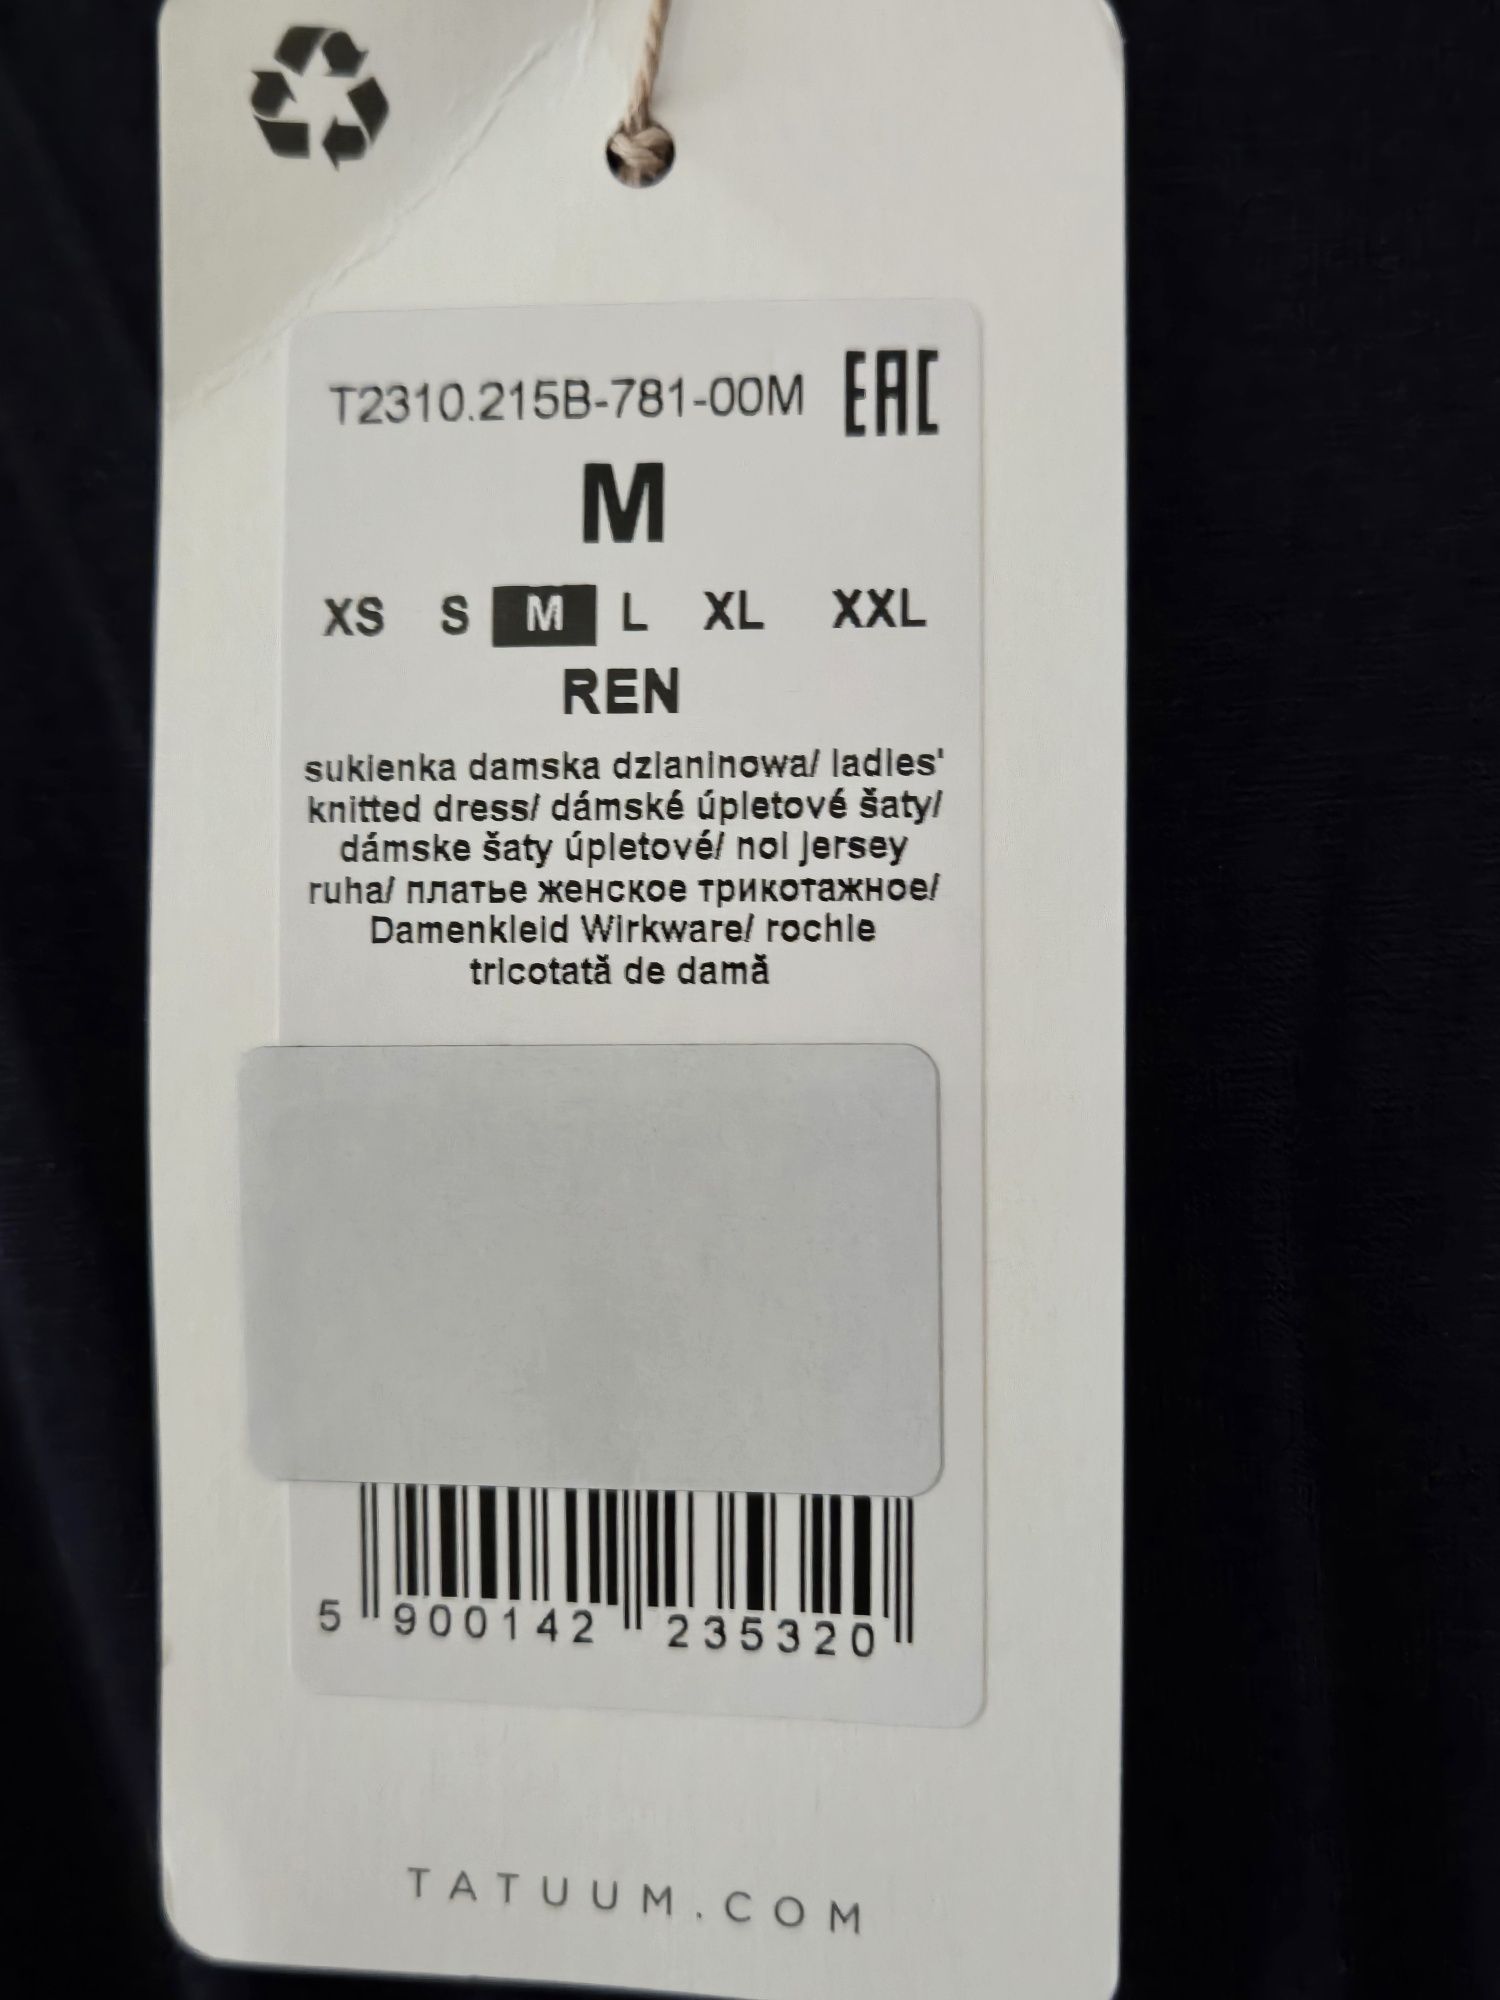 T2310.215B-781-00M EAC
M
XS S M L XL XXL
REN
sukienka damska dzianinowa/ ladies'
knitted dress/ dámské úpletové šaty/
dámske šaty úpletové/ noi jersey
ruha/ платье женское трикотажное/
Damenkleid Wirkware/ rochie
tricotată de damă
5 900142 235320
TATUUM.COM